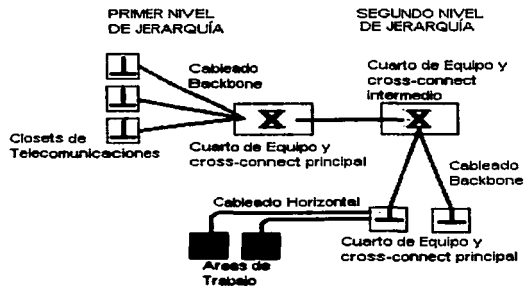 PRIMER NIVEL
DE JERARQUÍA
SEGUNDO NIVEL
DE JERARQUÍA
Cableado
Backbone
Cuarto de Equipo y
cross-connect
intermedio
Closets de
Telecomunicaciones
Cuarto de Equipo y
cross-connect principal
Cableado
Backbone
Cableado Horizontal
Areas de
Trabajo
Cuarto de Equipo y
cross-connect principal